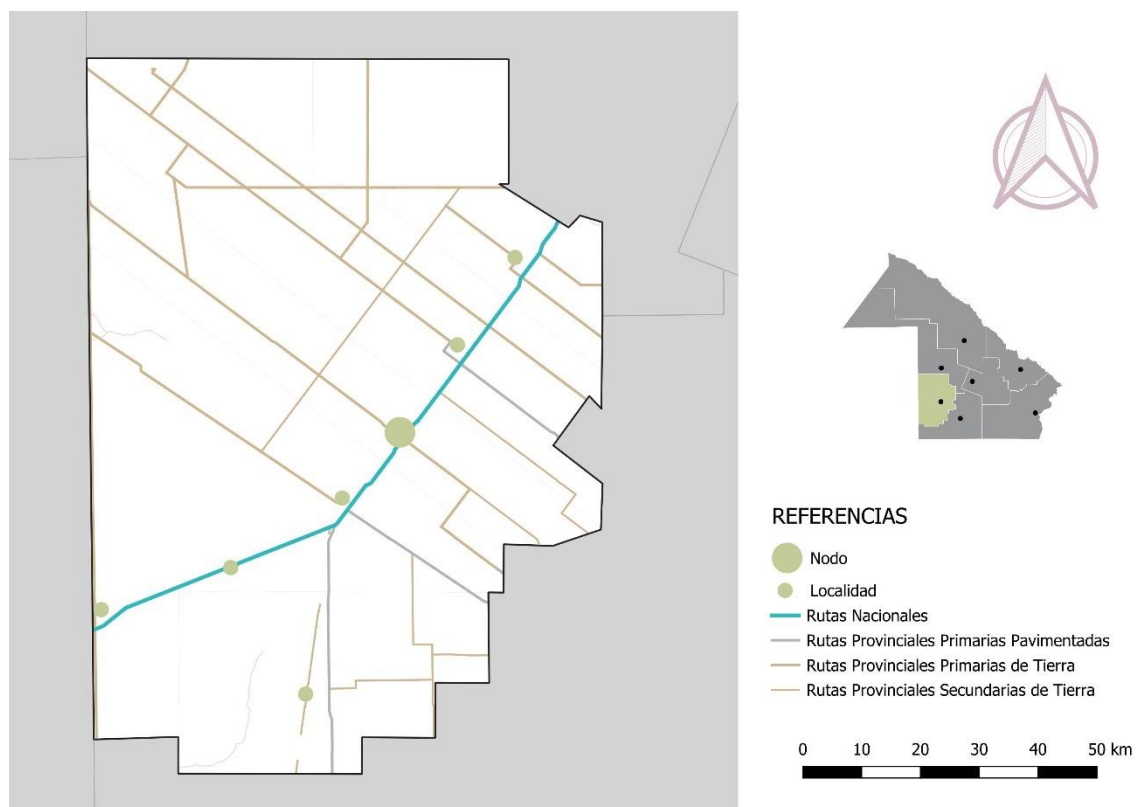 REFERENCIAS
Nodo
Localidad
Rutas Nacionales
Rutas Provinciales Primarias Pavimentadas
Rutas Provinciales Primarias de Tierra
Rutas Provinciales Secundarias de Tierra
0 10 20 30 40 50 km